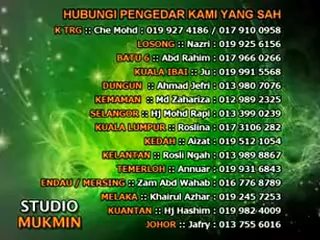 HUBUNGI PENGEDAR KAMI YANG SAH
K TRG :: Che Mohd : 019 927 4186 / 017 910 0958
LOSONG :: Nazri : 019 925 6156
BATU 6 :: Abd Rahim : 017 966 0266
KUALA IBAI :: Ju : 019 991 5568
DUNGUN :: Ahmad Jefri : 013 980 7076
KEMAMAN :: Md Zahariza : 012 989 2325
SELANGOR :: Hj Mohd Rapi : 013 399 0239
KUALA LUMPUR :: Roslina : 017 3106 282
KEDAH :: Aizat : 019 512 1054
KELANTAN :: Rosli Ngah : 013 989 8867
TEMERLOH :: Annuar : 019 931 6843
ENDAU / MERSING :: Zam Abd Wahab : 016 776 8789
MELAKA :: Khairul Azhar : 019 245 7253
KUANTAN :: Hj Hashim : 019 982 4009
JOHOR :: Jafry : 013 755 6016
STUDIO
MUKMIN